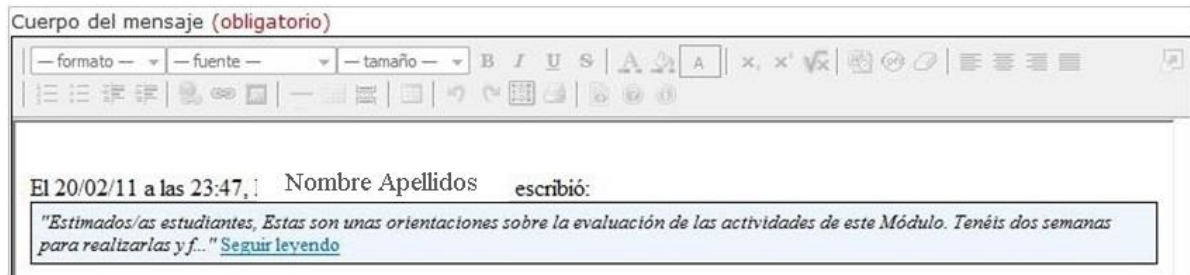 Cuerpo del mensaje (obligatorio)
— formato — — fuente — — tamaño — B I U S A A x, x'
El 20/02/11 a las 23:47, Nombre Apellidos escribió:
"Estimados/as estudiantes, Estas son unas orientaciones sobre la evaluación de las actividades de este Módulo. Tenéis dos semanas
para realizarlas y f..." Seguir leyendo